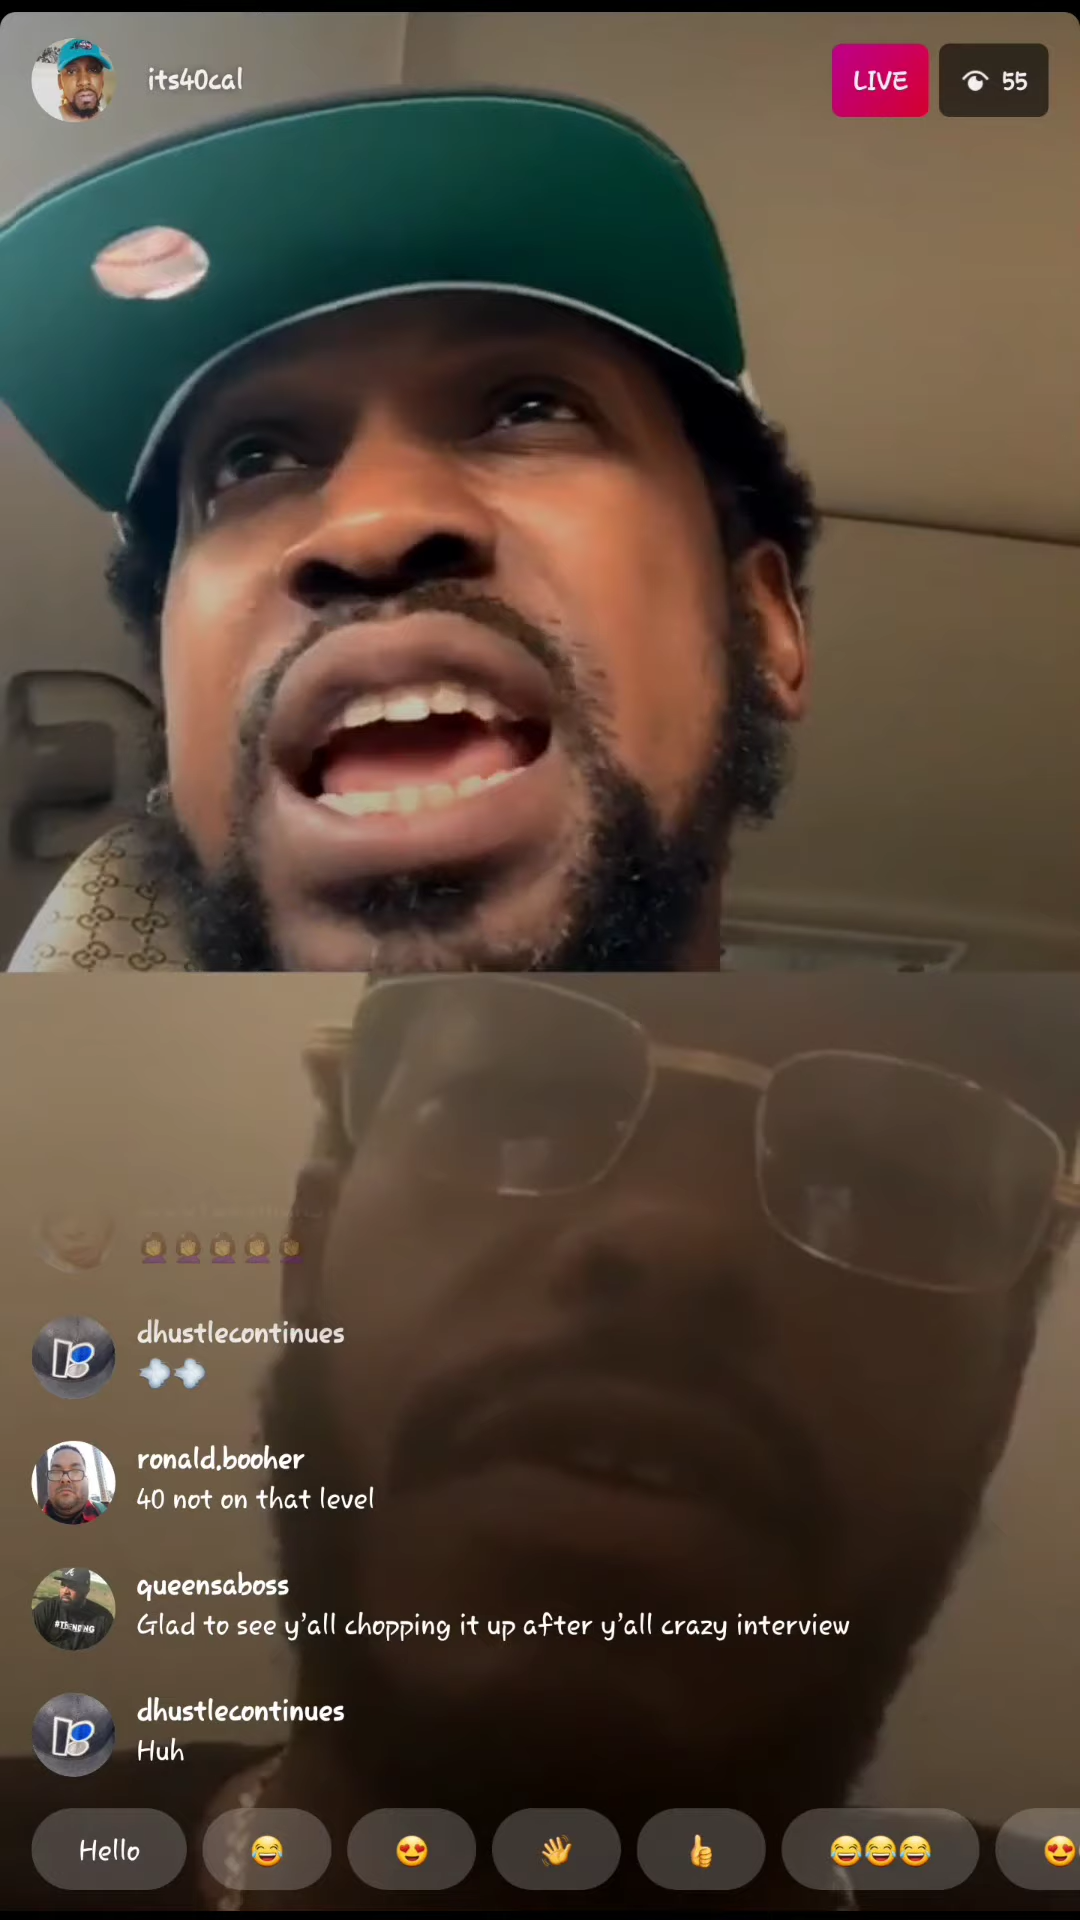 its40cal
LIVE
55
dhustlecontinues
ronald.booher
40 not on that level
queensaboss
Glad to see y'all chopping it up after y'all crazy interview
dhustlecontinues
Huh
Hello